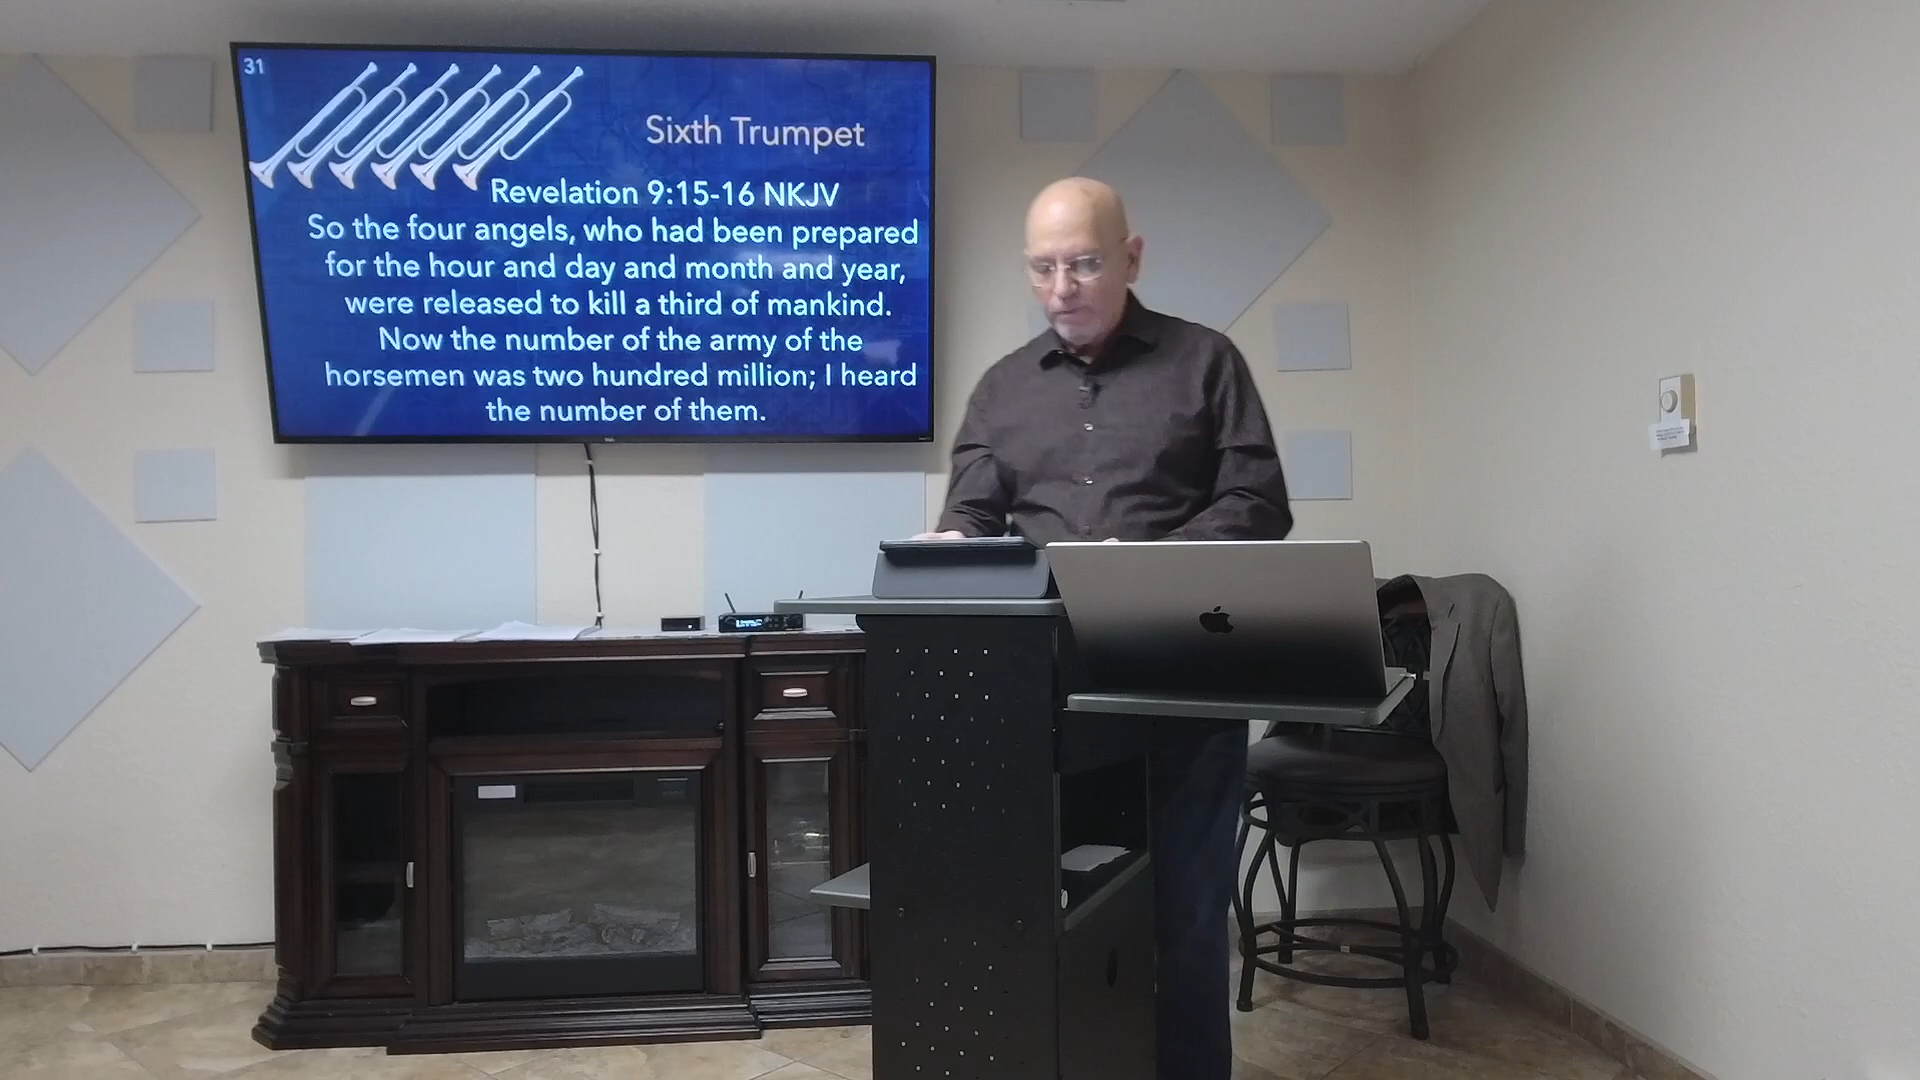 31
Sixth Trumpet
Revelation 9:15-16 NKJV
So the four angels, who had been prepared
for the hour and day and month and year,
were released to kill a third of mankind.
Now the number of the army of the
horsemen was two hundred million; I heard
the number of them.